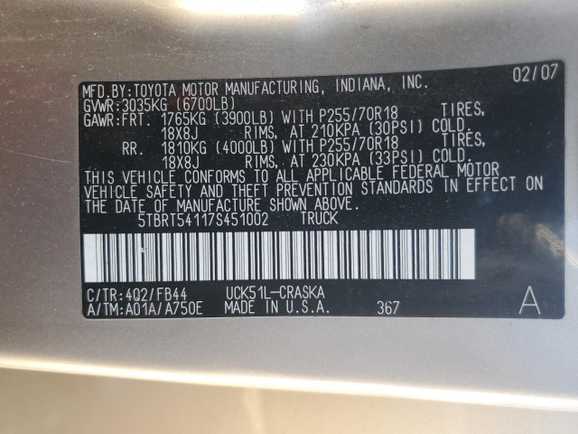 MFD.BY:TOYOTA MOTOR MANUFACTURING, INDIANA, INC. 02/07
GVWR:3035KG (6700LB)
GAWR:FRT. 1765KG (3900LB) WITH P255/70R18 TIRES,
18X8J RIMS, AT 210KPA (30PSI) COLD.
RR. 1810KG (4000LB) WITH P255/70R18 TIRES,
18X8J RIMS, AT 230KPA (33PSI) COLD.
THIS VEHICLE CONFORMS TO ALL APPLICABLE FEDERAL MOTOR
VEHICLE SAFETY AND THEFT PREVENTION STANDARDS IN EFFECT ON
THE DATE OF MANUFACTURE SHOWN ABOVE.
5TBRT54117S451002 TRUCK
C/TR:4Q2/FB44 UCK51L-CRASKA
A/TM:A01A/A750E MADE IN U.S.A. 367 A